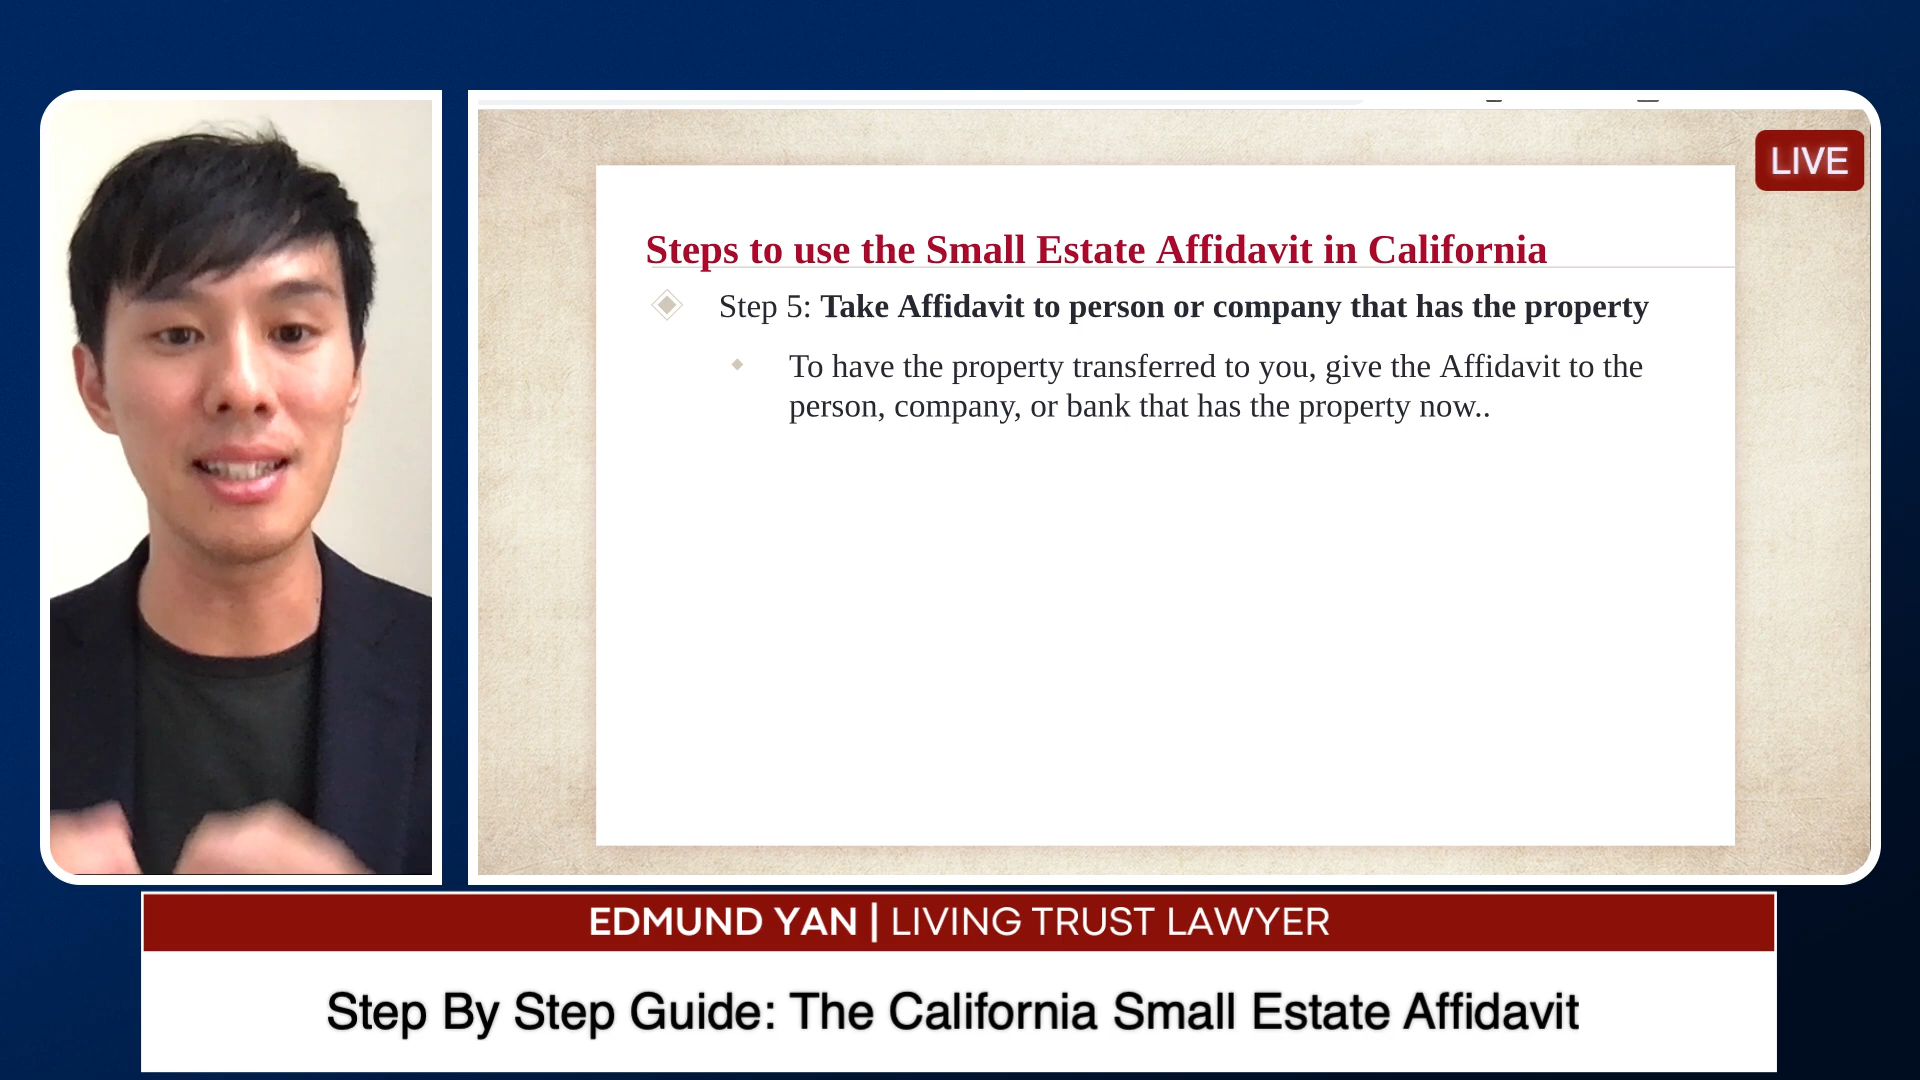 LIVE
Steps to use the Small Estate Affidavit in California
Step 5: Take Affidavit to person or company that has the property
To have the property transferred to you, give the Affidavit to the
person, company, or bank that has the property now..
EDMUND YAN | LIVING TRUST LAWYER
Step By Step Guide: The California Small Estate Affidavit